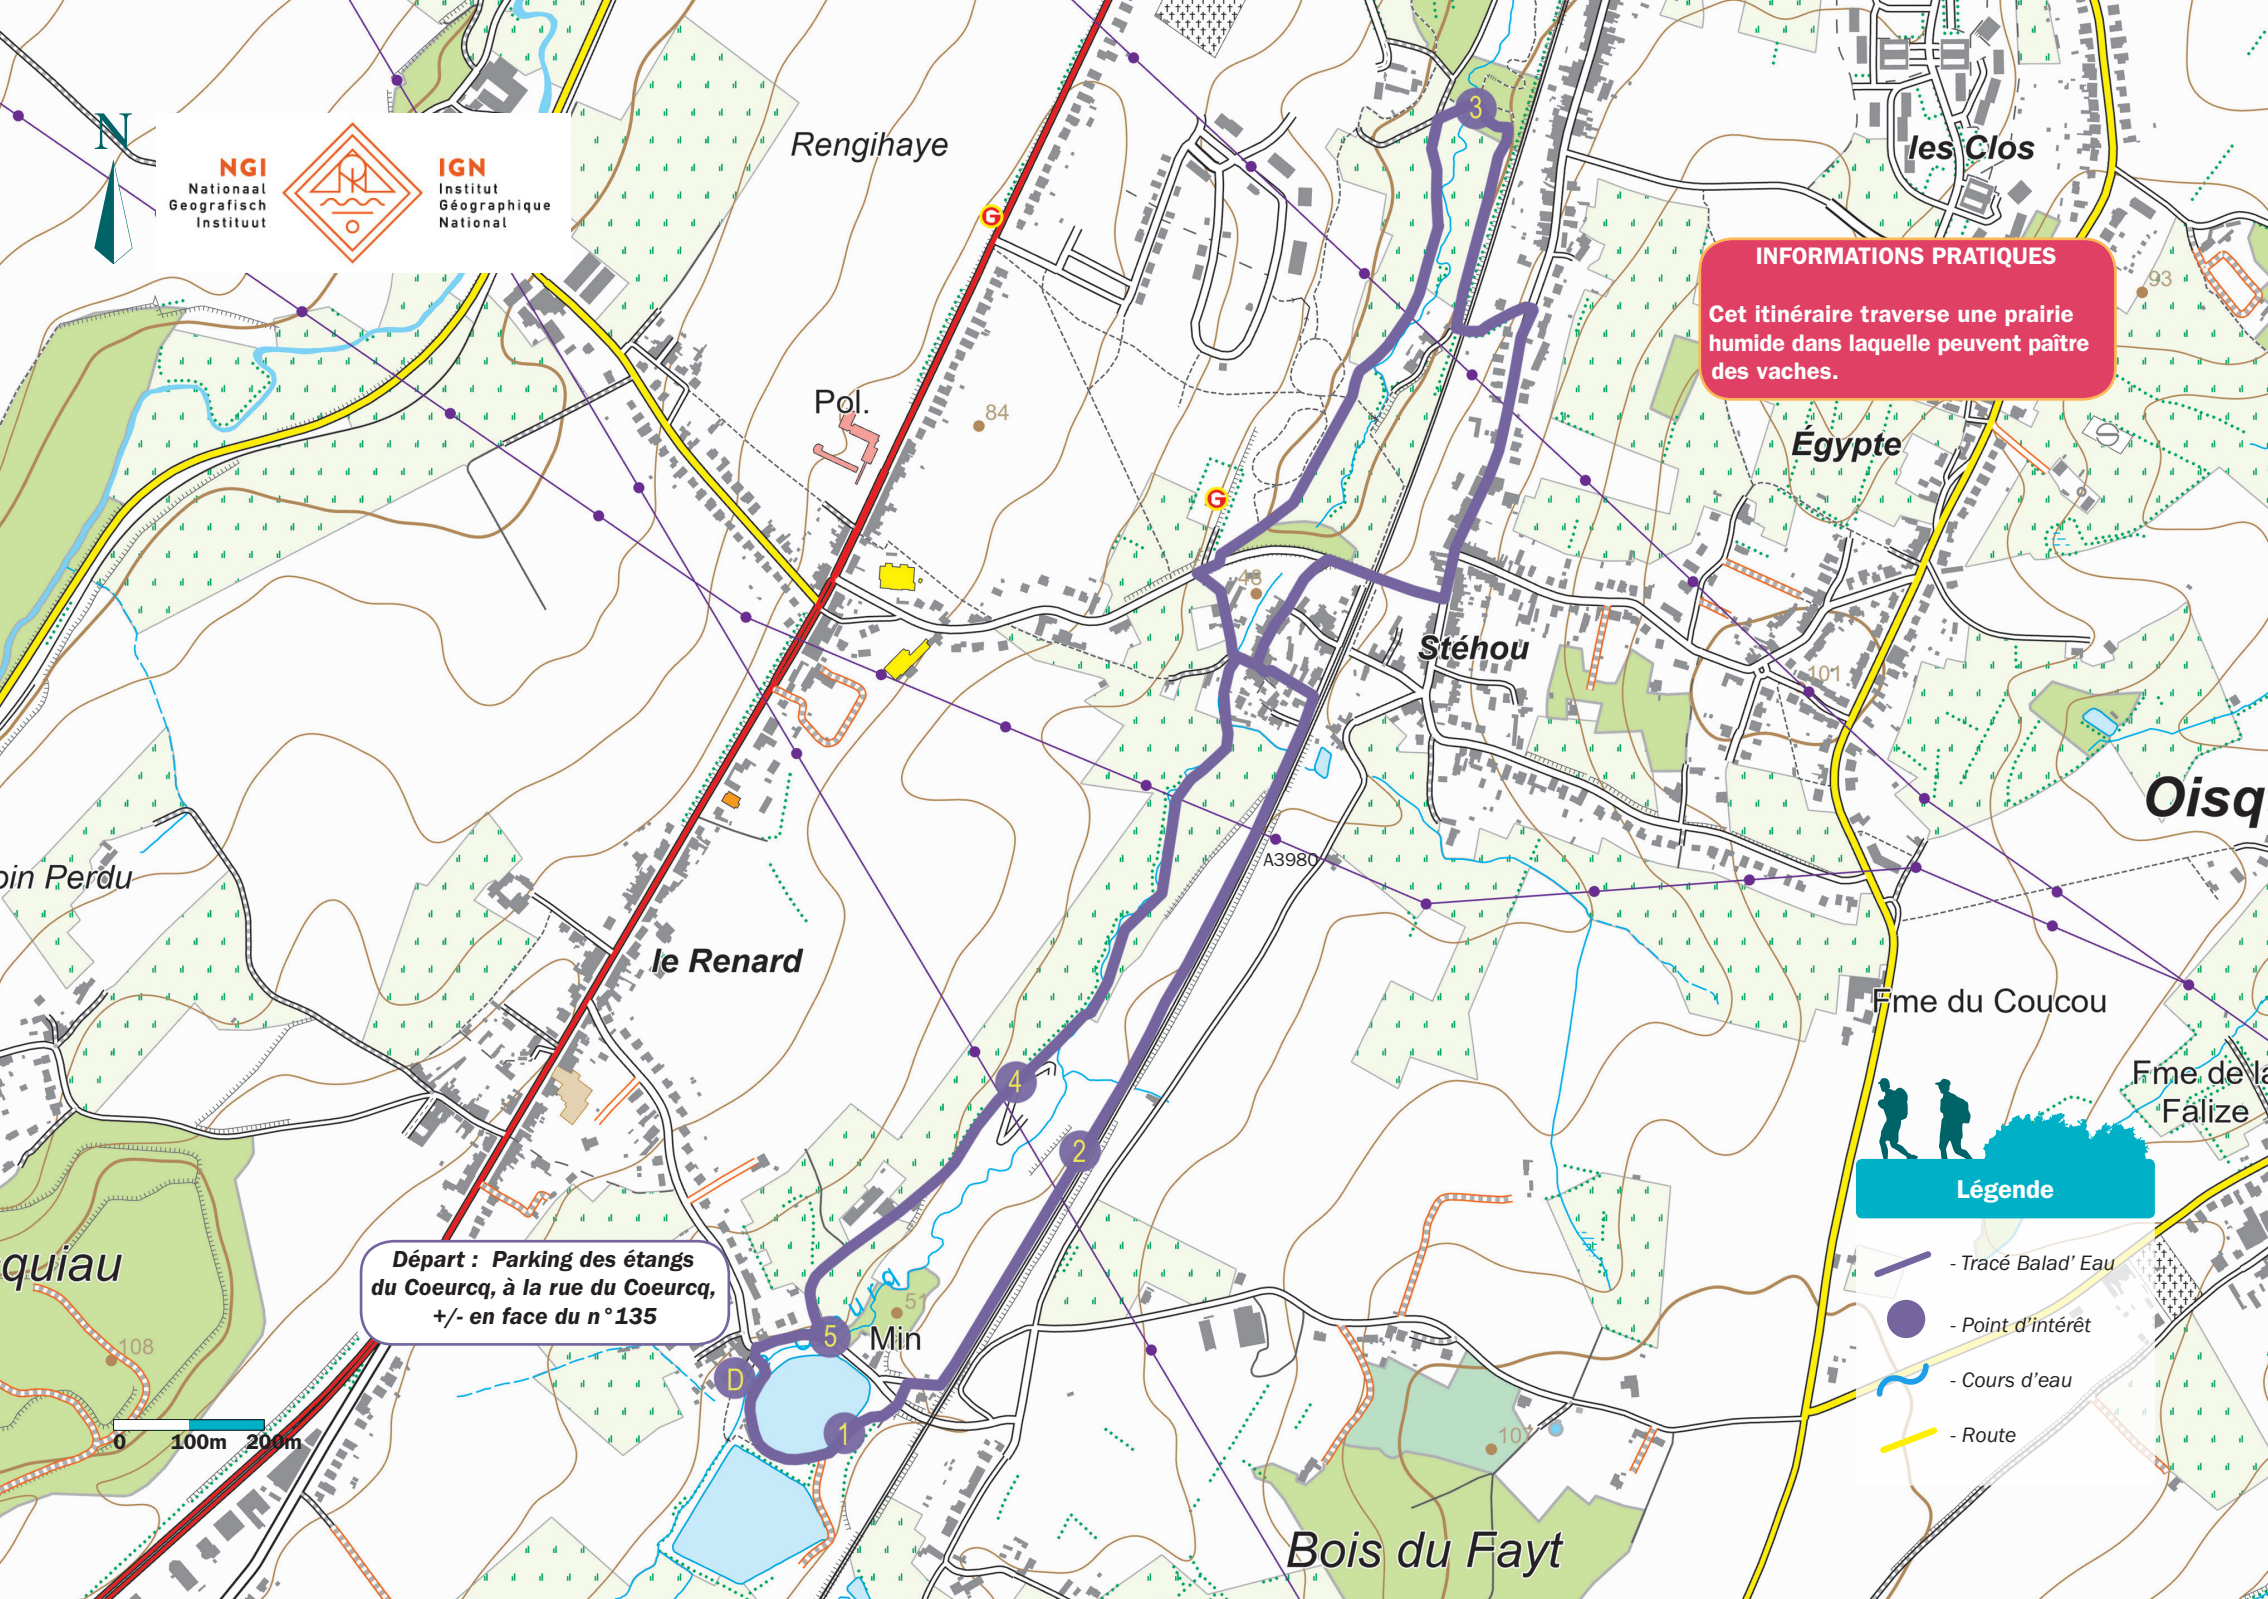 Rengihaye
les Clos
N
NGI
Nationaal
Geografisch
Instituut
IGN
Institut
Géographique
National
G
3
INFORMATIONS PRATIQUES
Cet itinéraire traverse une prairie
humide dans laquelle peuvent paître
des vaches.
93
Pol.
84
Égypte
G
48
Stéhou
101
Oisq
A3980
oin Perdu
le Renard
Fme du Coucou
Fme de la
Falize
4
2
Légende
- Tracé Balad' Eau
- Point d'intérêt
- Cours d'eau
- Route
quiau
Départ : Parking des étangs
du Coeurcq, à la rue du Coeurcq,
+/- en face du n°135
51
5
Min
108
D
1
0 100m 200m
Bois du Fayt